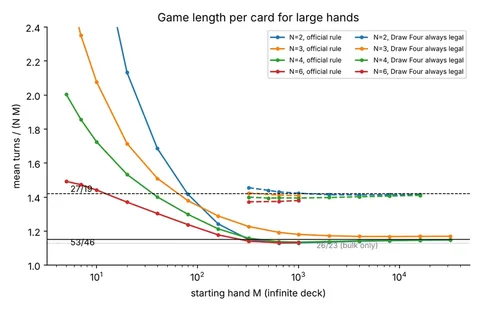 Game length per card for large hands
mean turns / (N M)
2.4
2.2
2.0
1.8
1.6
1.4
1.2
1.0
N=2, official rule
N=3, official rule
N=4, official rule
N=6, official rule
N=2, Draw Four always legal
N=3, Draw Four always legal
N=4, Draw Four always legal
N=6, Draw Four always legal
27/19
53/46
26/23 (bulk only)
10¹
10²
10³
10⁴
starting hand M (infinite deck)